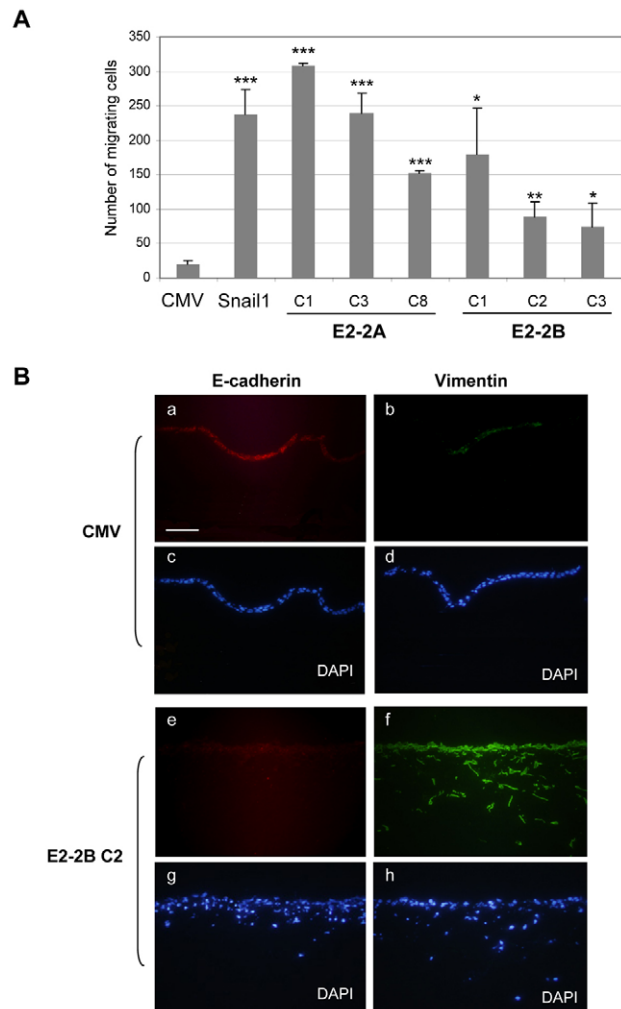 A
Number of migrating cells
350
300
250
200
150
100
50
0
***
***
***
***
*
**
*
CMV Snail1 C1 C3 C8 C1 C2 C3
E2-2A E2-2B
B
E-cadherin Vimentin
a b
CMV
c d
DAPI DAPI
e f
E2-2B C2
g h
DAPI DAPI